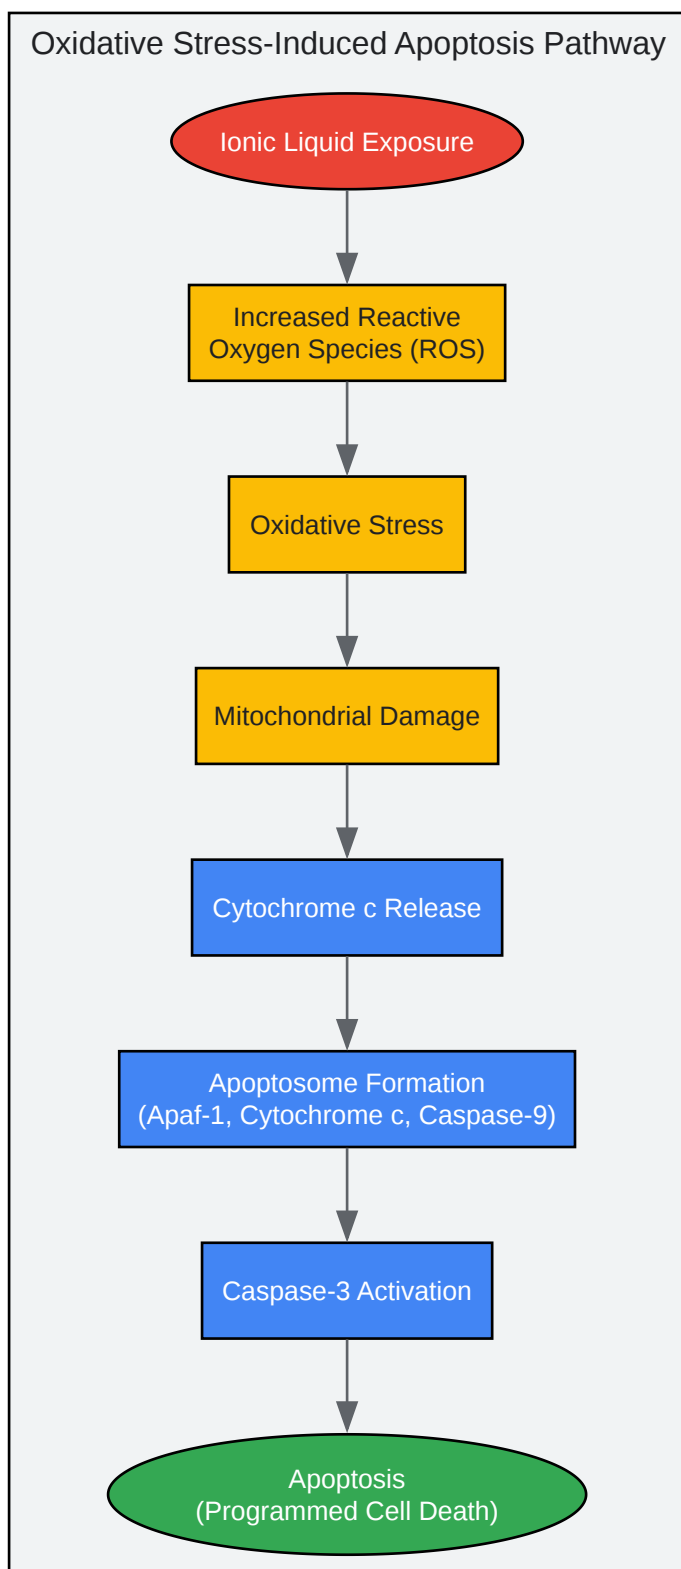 Oxidative Stress-Induced Apoptosis Pathway
Ionic Liquid Exposure
Increased Reactive
Oxygen Species (ROS)
Oxidative Stress
Mitochondrial Damage
Cytochrome c Release
Apoptosome Formation
(Apaf-1, Cytochrome c, Caspase-9)
Caspase-3 Activation
Apoptosis
(Programmed Cell Death)